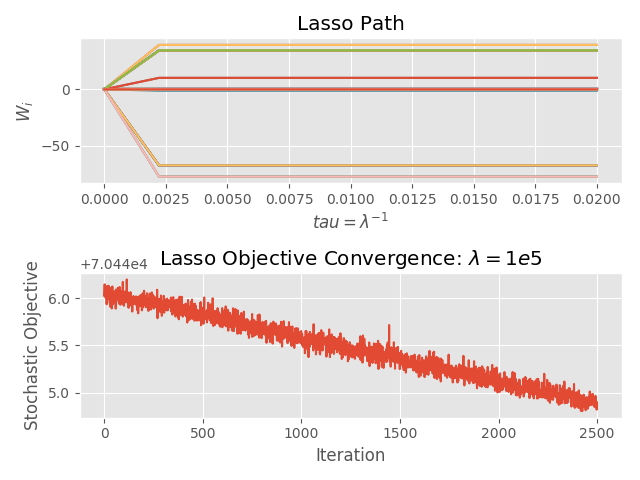 Lasso Path
0
−50
W_i
0.0000 0.0025 0.0050 0.0075 0.0100 0.0125 0.0150 0.0175 0.0200
tau = λ⁻¹
+7.044e4
Lasso Objective Convergence: λ = 1e5
6.0
5.5
5.0
Stochastic Objective
0 500 1000 1500 2000 2500
Iteration